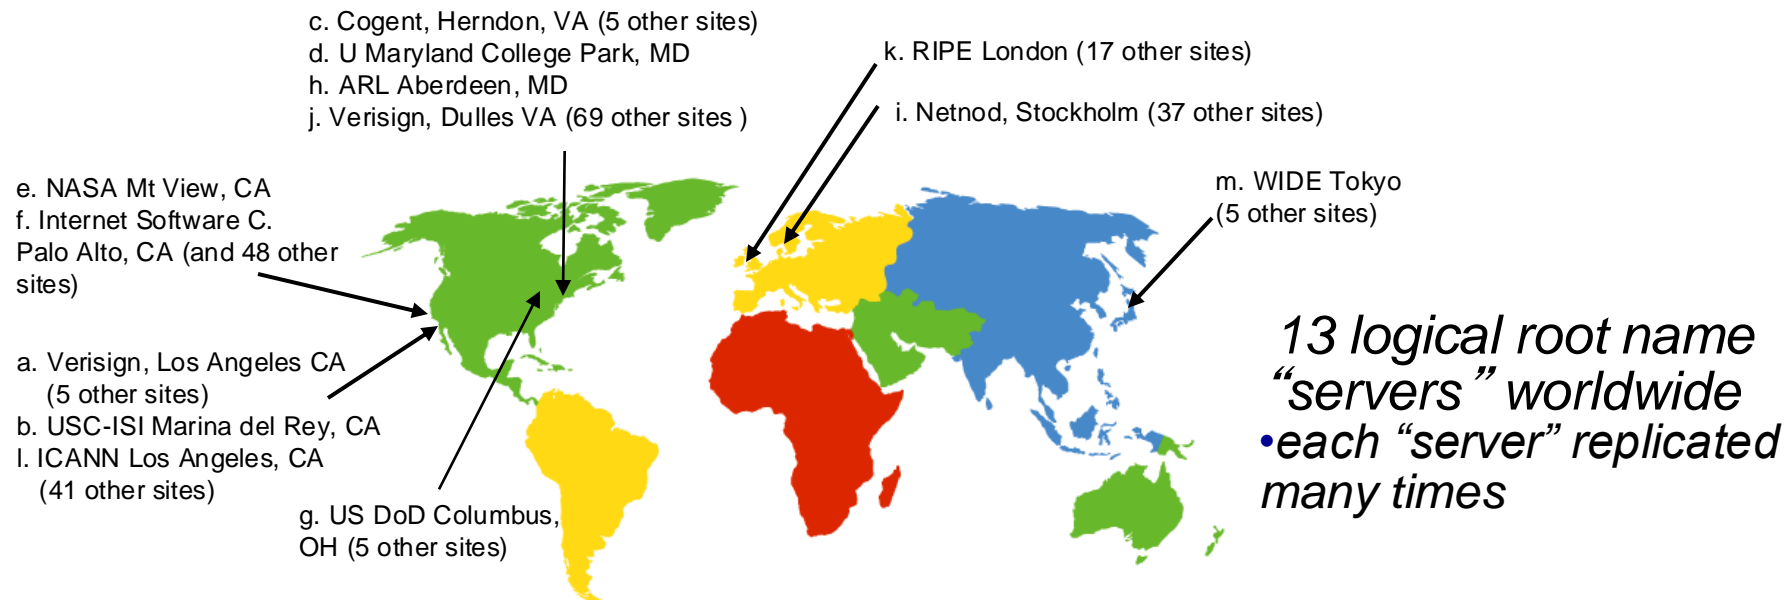 c. Cogent, Herndon, VA (5 other sites)
d. U Maryland College Park, MD
h. ARL Aberdeen, MD
j. Verisign, Dulles VA (69 other sites )
k. RIPE London (17 other sites)
i. Netnod, Stockholm (37 other sites)
m. WIDE Tokyo
(5 other sites)
e. NASA Mt View, CA
f. Internet Software C.
Palo Alto, CA (and 48 other
sites)
a. Verisign, Los Angeles CA
(5 other sites)
b. USC-ISI Marina del Rey, CA
l. ICANN Los Angeles, CA
(41 other sites)
g. US DoD Columbus,
OH (5 other sites)
13 logical root name
“servers” worldwide
•each “server” replicated
many times